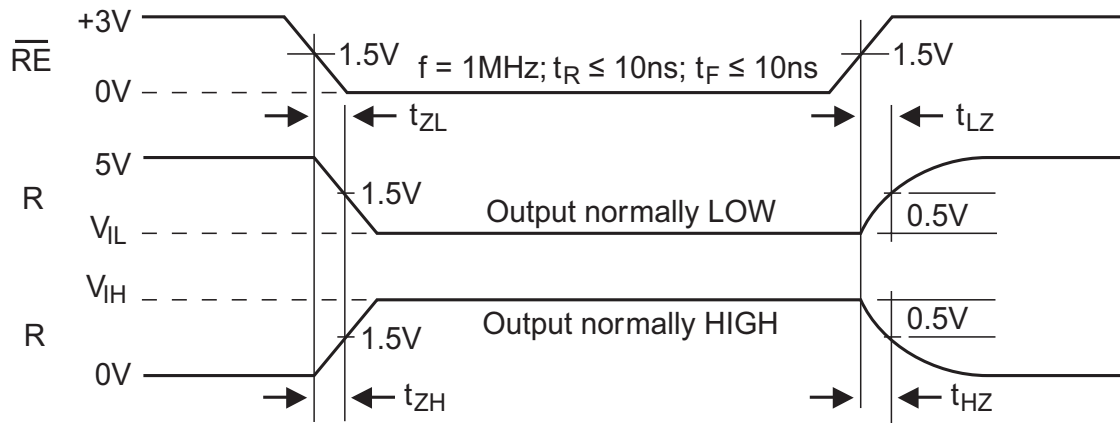 +3V
RE
1.5V
f = 1MHz; tR ≤ 10ns; tF ≤ 10ns
1.5V
0V
tZL
tLZ
5V
R
1.5V
Output normally LOW
0.5V
VIL
VIH
R
1.5V
Output normally HIGH
0.5V
0V
tZH
tHZ